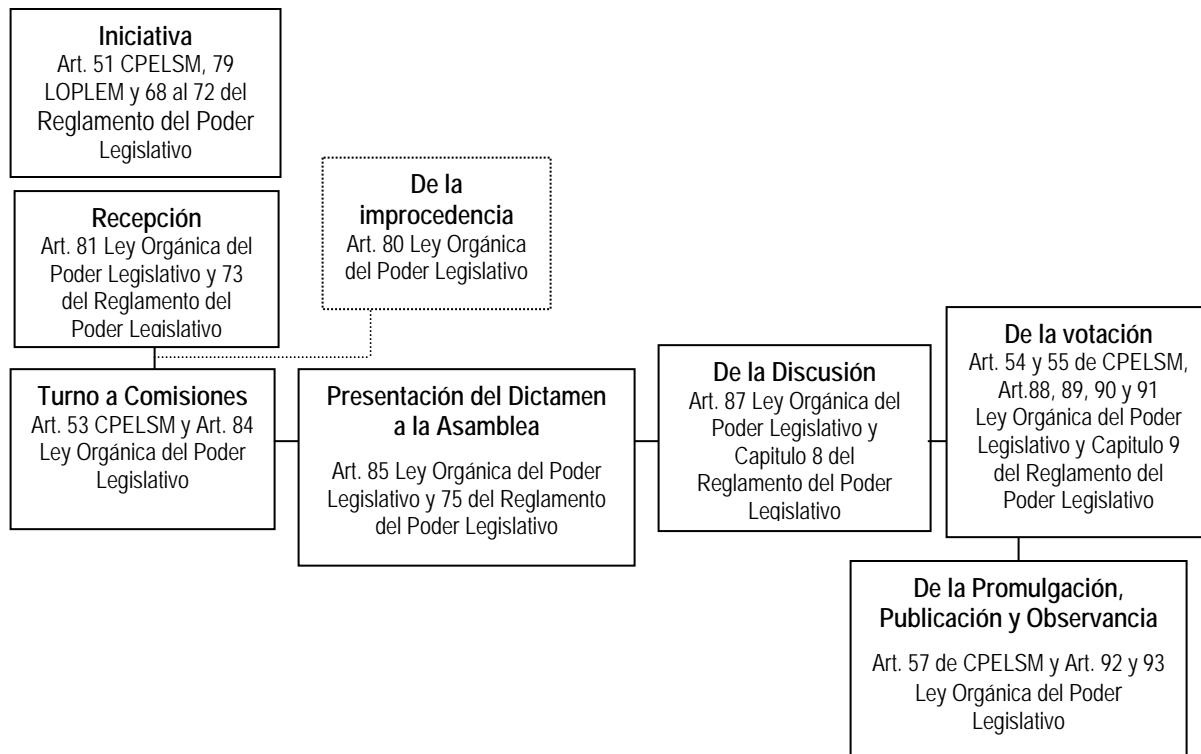 Iniciativa
Art. 51 CPELSM, 79
LOPLEM y 68 al 72 del
Reglamento del Poder
Legislativo
De la
improcedencia
Art. 80 Ley Orgánica
del Poder Legislativo
Recepción
Art. 81 Ley Orgánica del
Poder Legislativo y 73
del Reglamento del
Poder Legislativo
Turno a Comisiones
Art. 53 CPELSM y Art. 84
Ley Orgánica del Poder
Legislativo
Presentación del Dictamen
a la Asamblea
Art. 85 Ley Orgánica del Poder
Legislativo y 75 del Reglamento
del Poder Legislativo
De la Discusión
Art. 87 Ley Orgánica del
Poder Legislativo y
Capitulo 8 del
Reglamento del Poder
Legislativo
De la votación
Art. 54 y 55 de CPELSM,
Art.88, 89, 90 y 91
Ley Orgánica del Poder
Legislativo y Capitulo 9
del Reglamento del
Poder Legislativo
De la Promulgación,
Publicación y Observancia
Art. 57 de CPELSM y Art. 92 y 93
Ley Orgánica del Poder
Legislativo